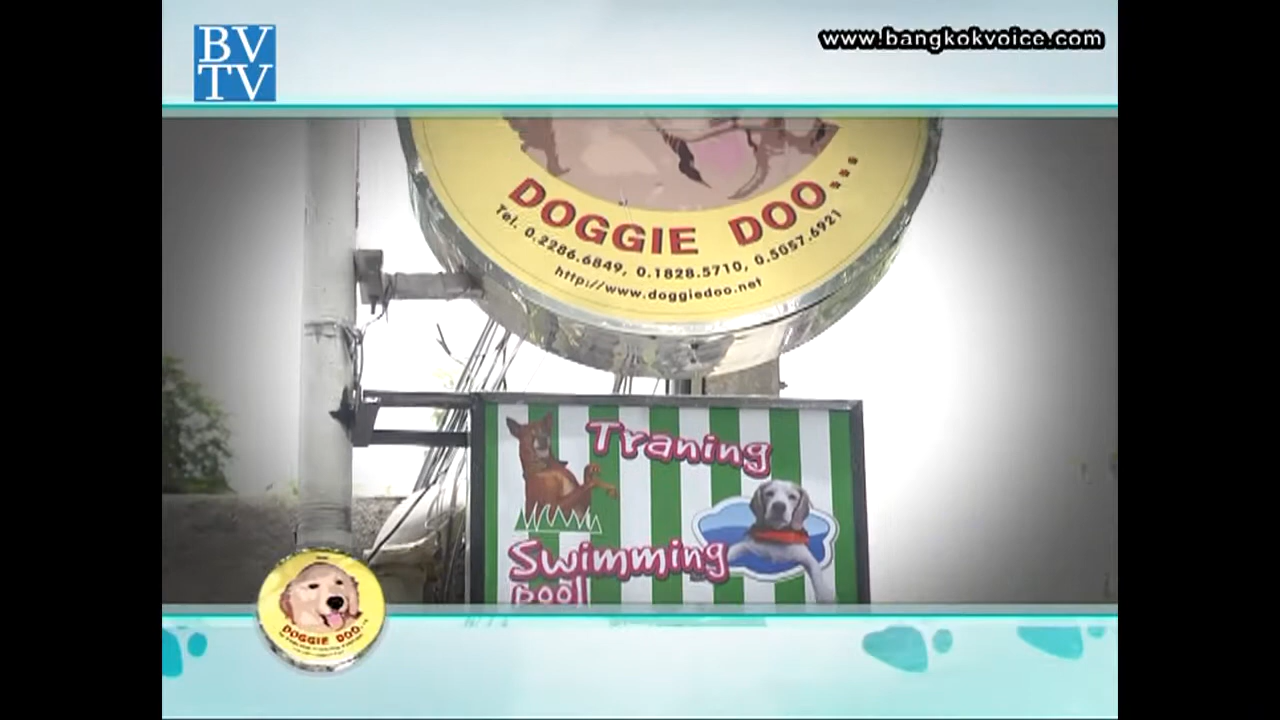 BV
TV
www.bangkokvoice.com
DOGGIE DOO...
Tel. 0.2286.6849, 0.1828.5710, 0.5057.6921
http://www.doggiedoo.net
Traning
Swimming
pool
DOGGIE DOO...